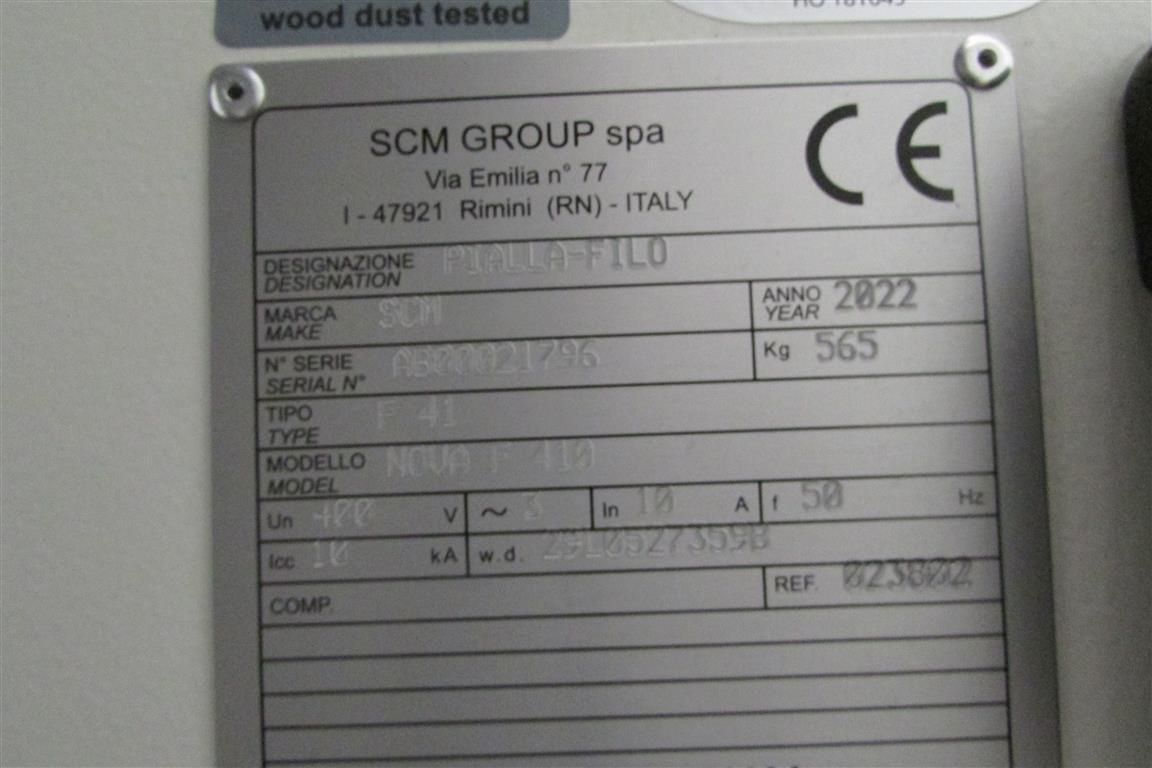 wood dust tested
SCM GROUP spa
Via Emilia n° 77
I - 47921 Rimini (RN) - ITALY
CE
DESIGNAZIONE PIALLA-FILO
DESIGNATION
MARCA SCM ANNO 2022
MAKE YEAR
N° SERIE AB00021796 Kg 565
SERIAL N°
TIPO F 41
TYPE
MODELLO NOVA F 410
MODEL
Un 400 V ~ 3 In 10 A f 50 Hz
Icc 10 kA w.d. 29L0527359B
COMP. REF. 023802